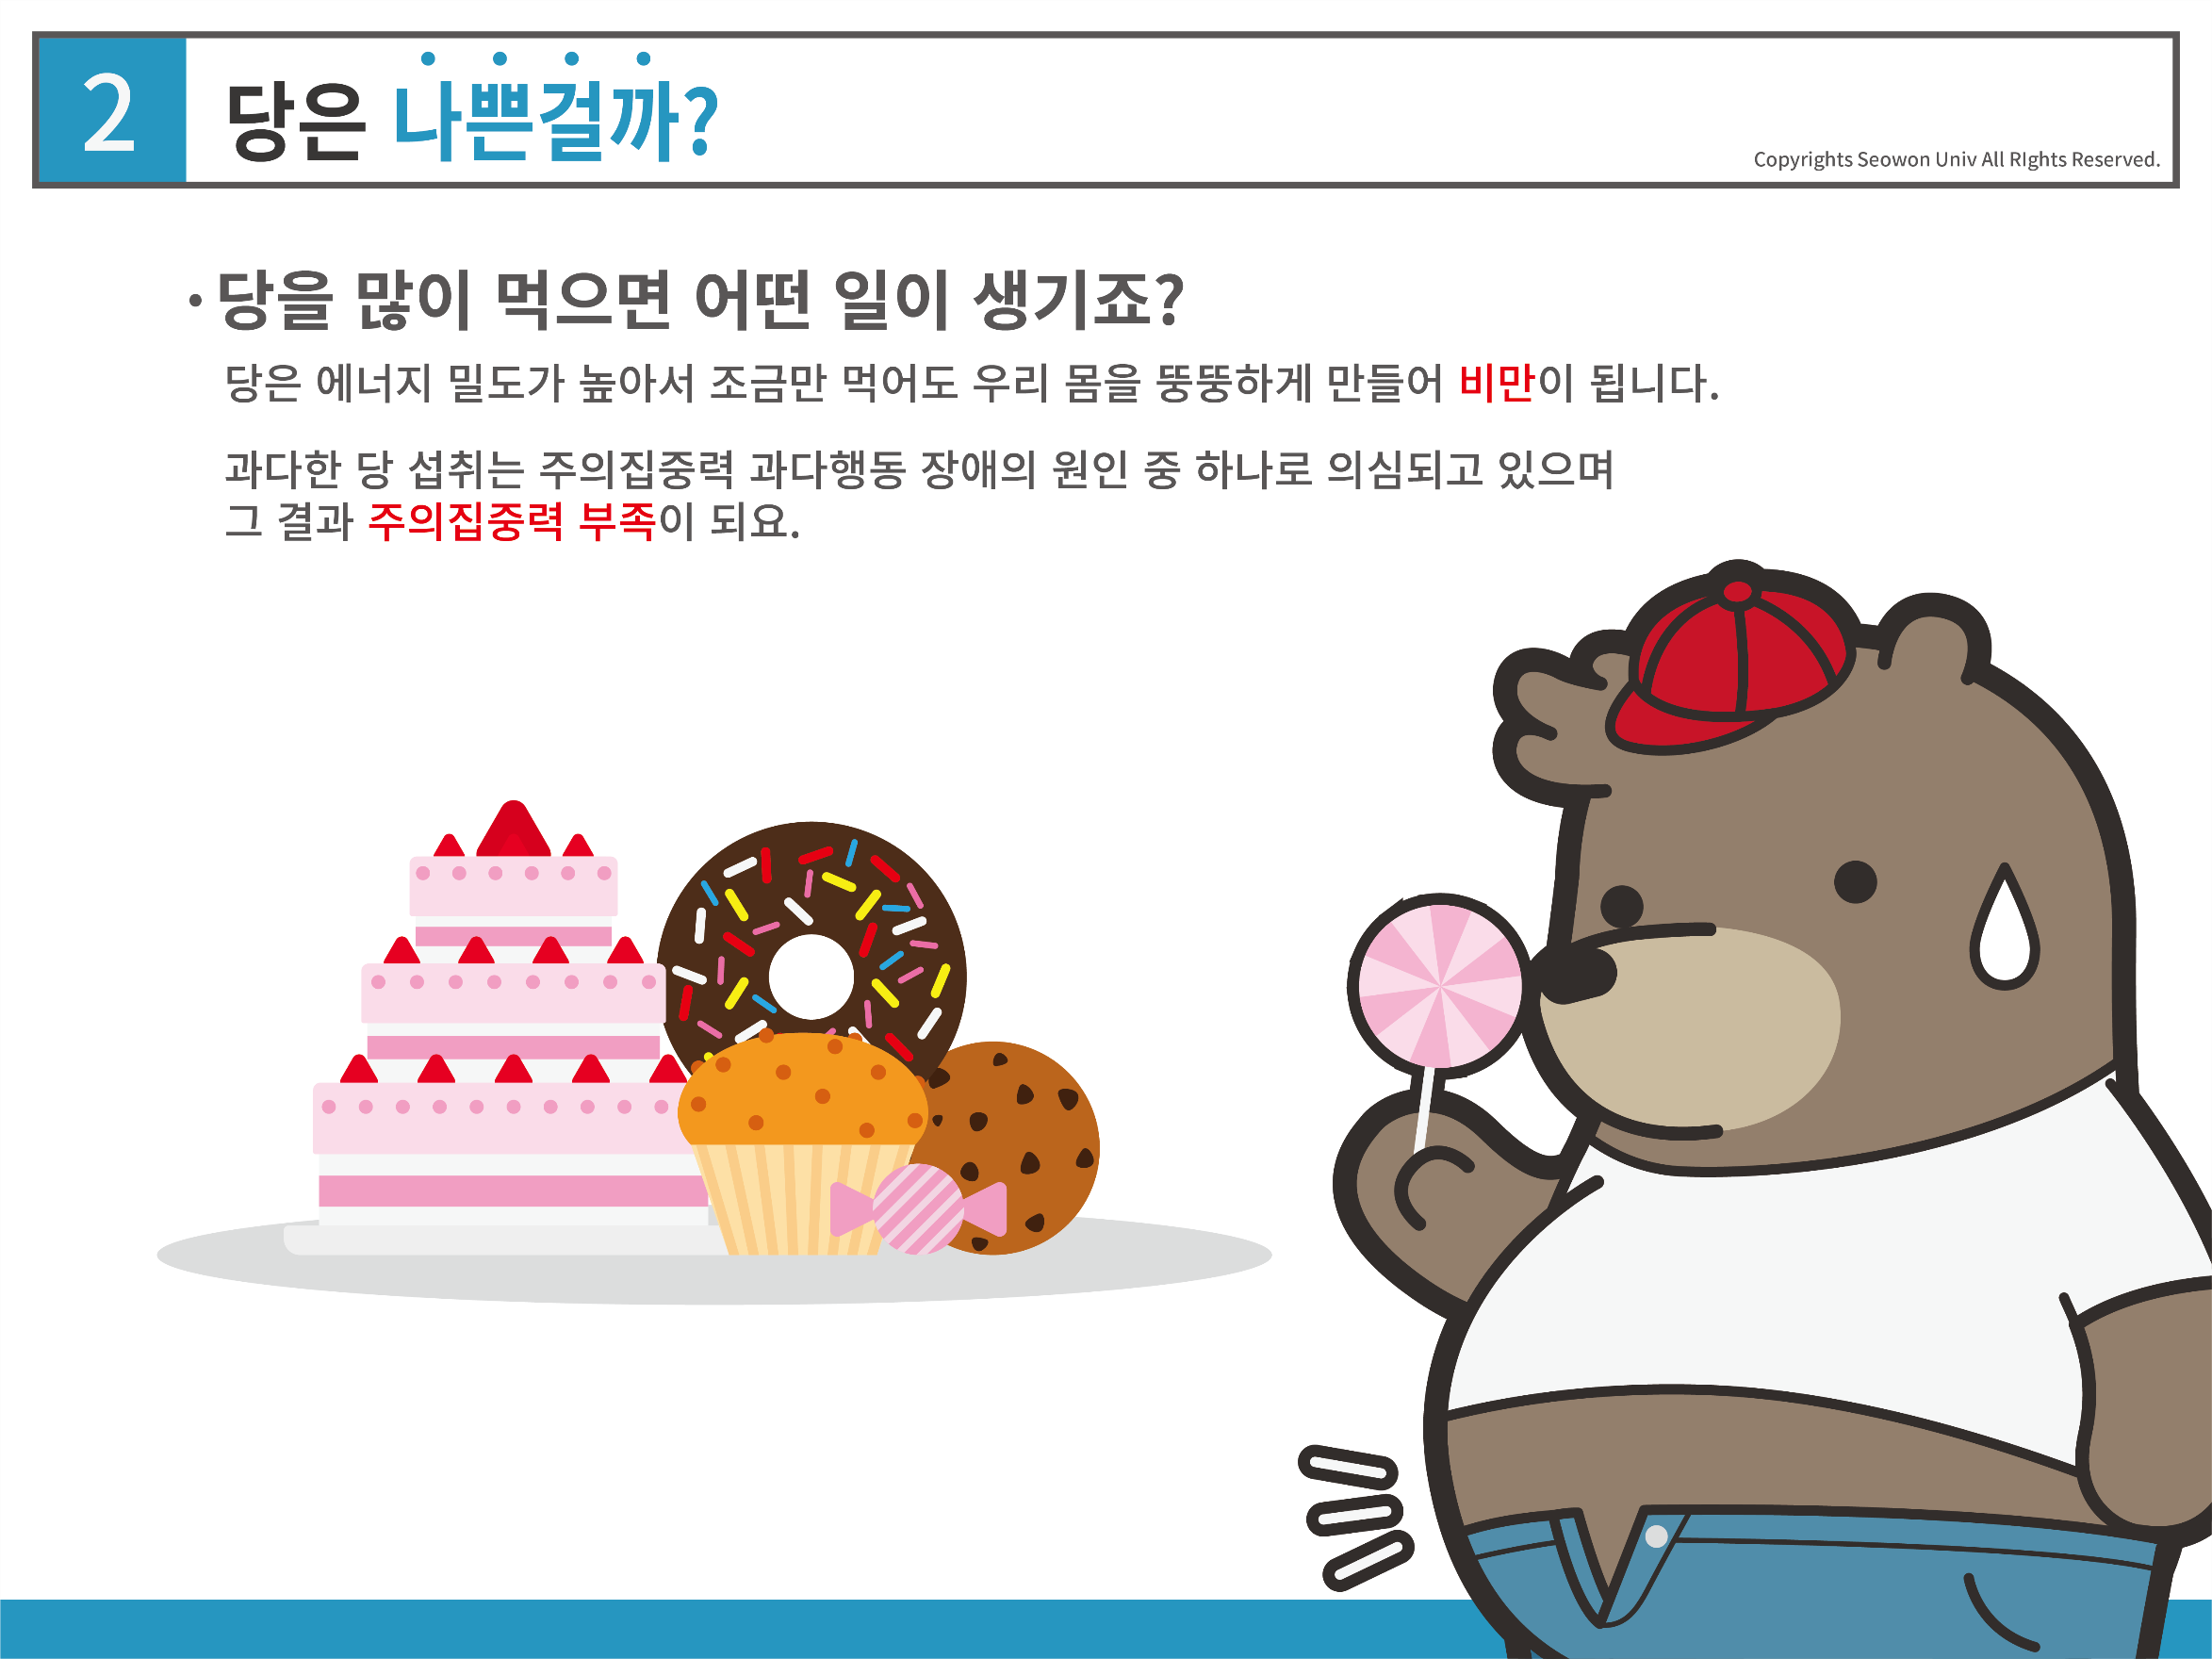 2
당은 나쁜걸까?
Copyrights Seowon Univ All RIghts Reserved.
·당을 많이 먹으면 어떤 일이 생기죠?
당은 에너지 밀도가 높아서 조금만 먹어도 우리 몸을 뚱뚱하게 만들어 비만이 됩니다.
과다한 당 섭취는 주의집중력 과다행동 장애의 원인 중 하나로 의심되고 있으며
그 결과 주의집중력 부족이 되요.